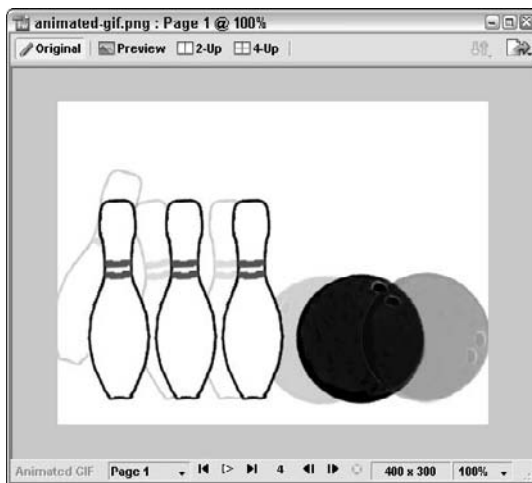 animated-gif.png : Page 1 @ 100%
Original Preview 2-Up 4-Up
Animated GIF Page 1 4 400 x 300 100%